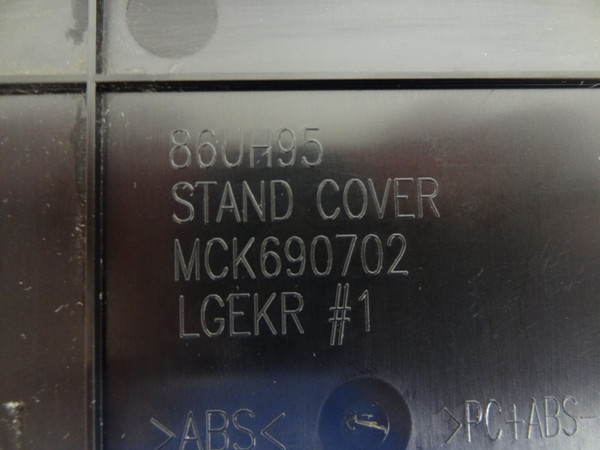 86UH95
STAND COVER
MCK690702
LGEKR #1
>ABS< >PC+ABS-